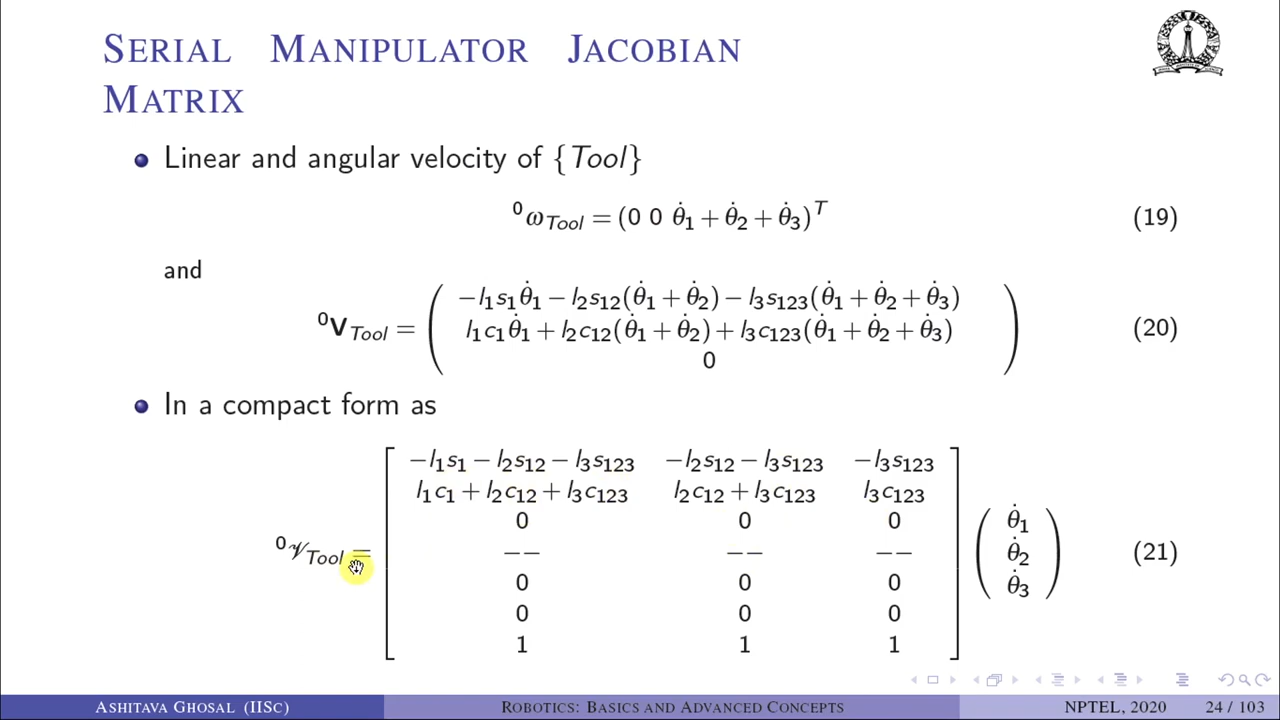 SERIAL MANIPULATOR JACOBIAN
MATRIX
Linear and angular velocity of {Tool}
⁰ω_Tool = (0 0 θ̇₁ + θ̇₂ + θ̇₃)ᵀ (19)
and
⁰V_Tool = ( −l₁s₁θ̇₁ − l₂s₁₂(θ̇₁ + θ̇₂) − l₃s₁₂₃(θ̇₁ + θ̇₂ + θ̇₃)
l₁c₁θ̇₁ + l₂c₁₂(θ̇₁ + θ̇₂) + l₃c₁₂₃(θ̇₁ + θ̇₂ + θ̇₃)
0 ) (20)
In a compact form as
⁰𝒱_Tool = [ −l₁s₁ − l₂s₁₂ − l₃s₁₂₃ −l₂s₁₂ − l₃s₁₂₃ −l₃s₁₂₃
l₁c₁ + l₂c₁₂ + l₃c₁₂₃ l₂c₁₂ + l₃c₁₂₃ l₃c₁₂₃
0 0 0
−− −− −−
0 0 0
0 0 0
1 1 1 ] ( θ̇₁ θ̇₂ θ̇₃ ) (21)
ASHITAVA GHOSAL (IISC) ROBOTICS: BASICS AND ADVANCED CONCEPTS NPTEL, 2020 24 / 103